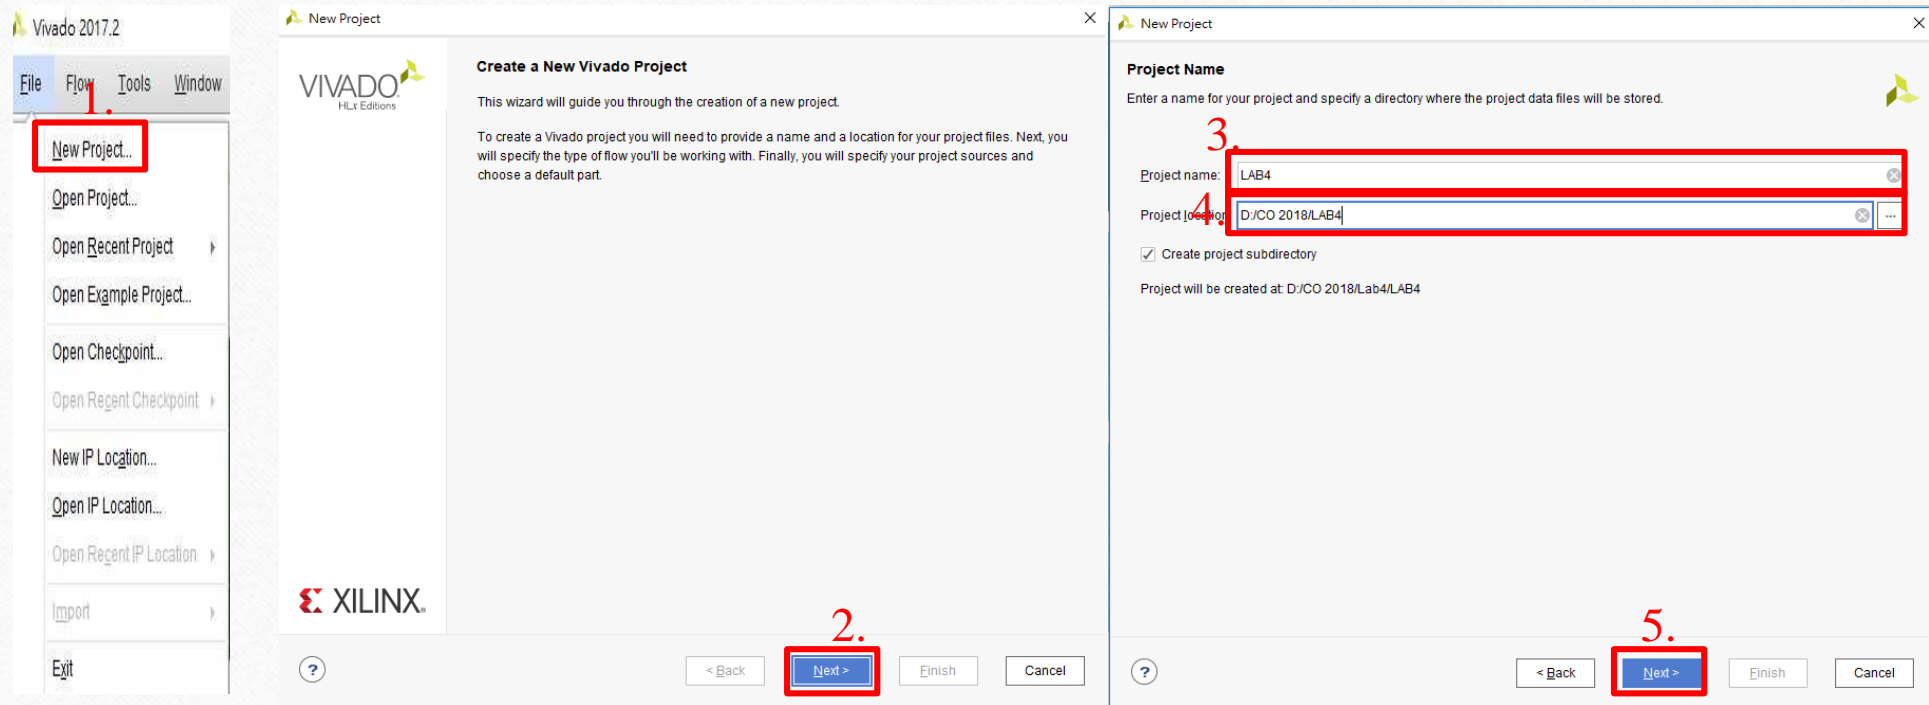 Vivado 2017.2
File Flow Tools Window
1.
New Project...
Open Project...
Open Recent Project
Open Example Project...
Open Checkpoint...
Open Recent Checkpoint
New IP Location...
Open IP Location...
Open Recent IP Location
Import
Exit
New Project
VIVADO
HLx Editions
Create a New Vivado Project
This wizard will guide you through the creation of a new project.
To create a Vivado project you will need to provide a name and a location for your project files. Next, you
will specify the type of flow you'll be working with. Finally, you will specify your project sources and
choose a default part.
XILINX
2.
?
< Back Next > Finish Cancel
New Project
Project Name
Enter a name for your project and specify a directory where the project data files will be stored.
3.
Project name: LAB4
4.
Project location D:/CO 2018/LAB4 ...
Create project subdirectory
Project will be created at: D:/CO 2018/Lab4/LAB4
5.
?
< Back Next > Finish Cancel